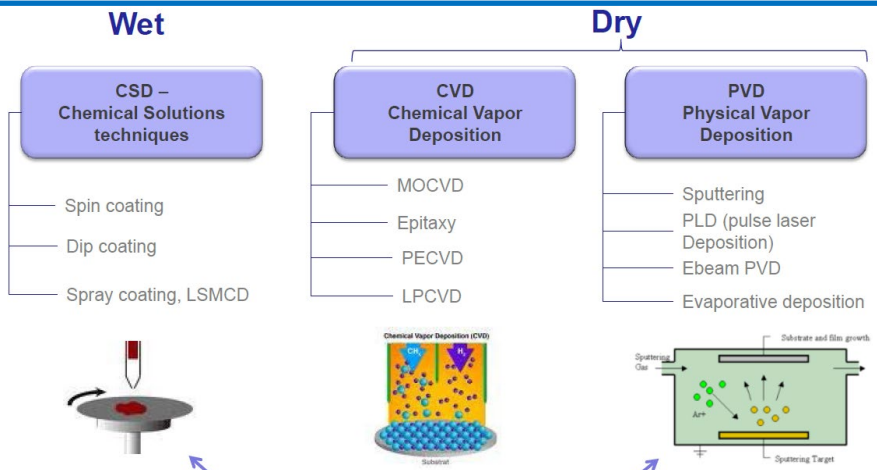 Wet
Dry
CSD –
Chemical Solutions
techniques
CVD
Chemical Vapor
Deposition
PVD
Physical Vapor
Deposition
Spin coating
Dip coating
Spray coating, LSMCD
MOCVD
Epitaxy
PECVD
LPCVD
Sputtering
PLD (pulse laser
Deposition)
Ebeam PVD
Evaporative deposition
Chemical Vapor Deposition (CVD)
CH₄
H₂
Substrat
Substrate and film growth
Sputtering
Gas
Ar+
Sputtering Target